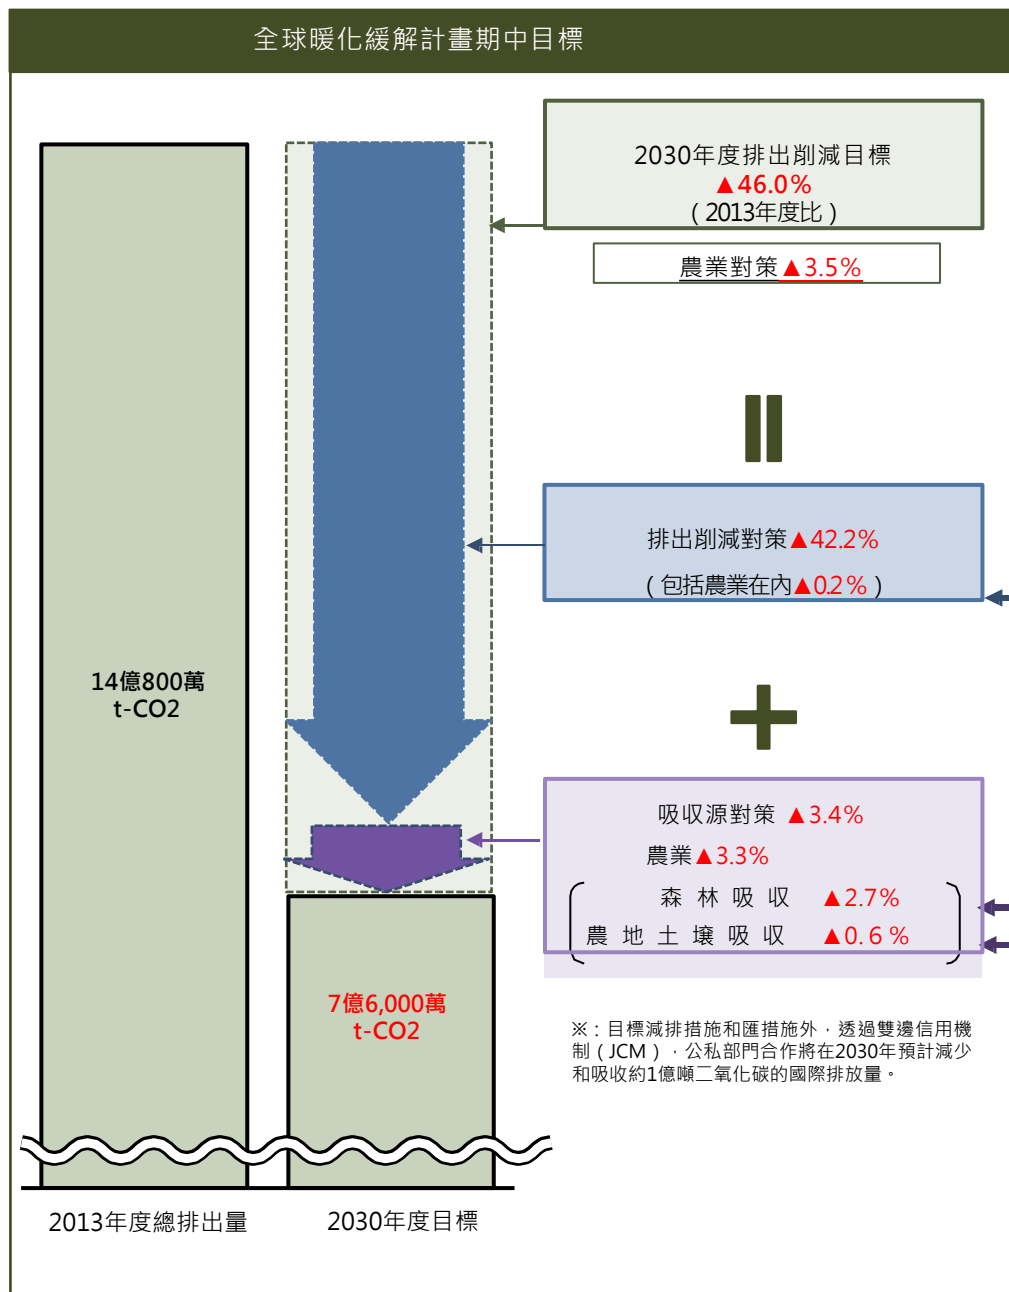 全球暖化緩解計畫期中目標
2030年度排出削減目標
▲46.0%
(2013年度比)
農業對策▲3.5%
排出削減對策▲42.2%
(包括農業在內▲0.2%)
14億800萬
t-CO2
吸収源對策 ▲3.4%
農業▲3.3%
森林吸収 ▲2.7%
農地土壤吸収 ▲0.6%
7億6,000萬
t-CO2
※:目標減排措施和匯措施外,透過雙邊信用機
制(JCM),公私部門合作將在2030年預計減少
和吸收約1億噸二氧化碳的國際排放量。
2013年度總排出量
2030年度目標